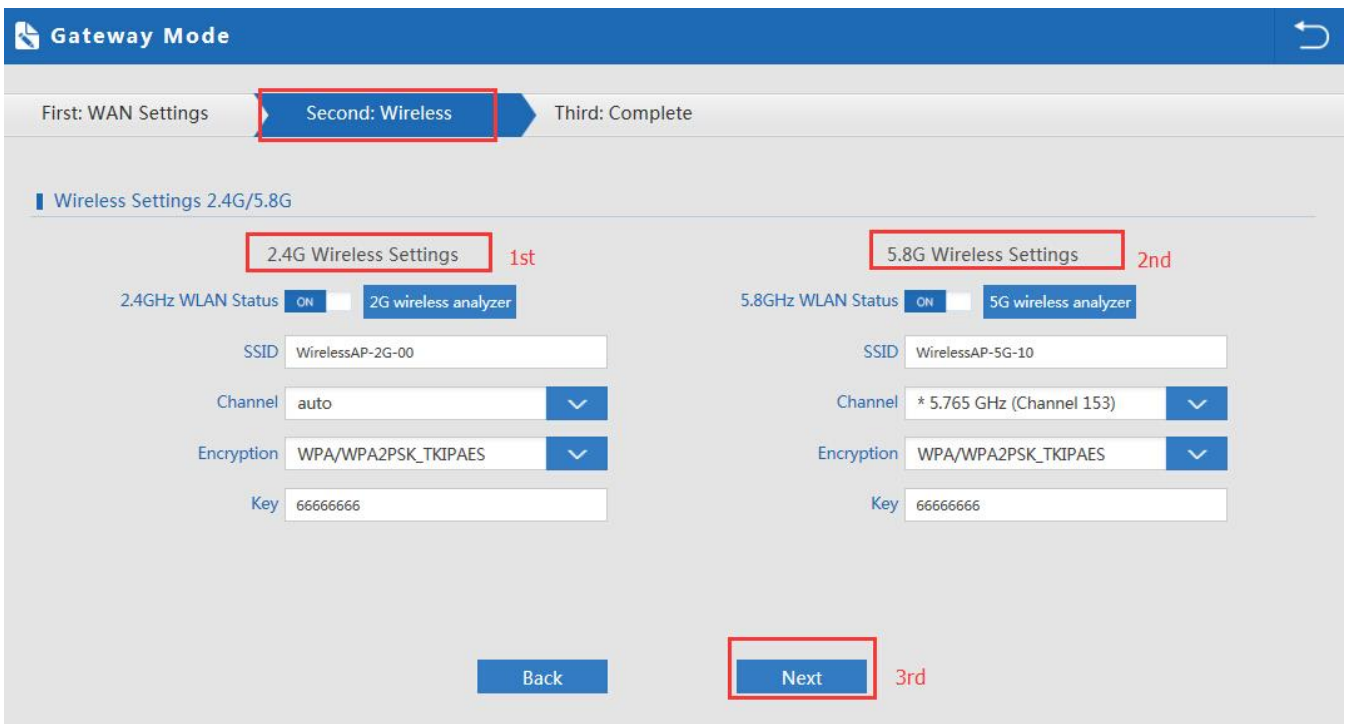 Gateway Mode
First: WAN Settings
Second: Wireless
Third: Complete
Wireless Settings 2.4G/5.8G
2.4G Wireless Settings
1st
2.4GHz WLAN Status ON 2G wireless analyzer
SSID WirelessAP-2G-00
Channel auto
Encryption WPA/WPA2PSK_TKIPAES
Key 66666666
5.8G Wireless Settings
2nd
5.8GHz WLAN Status ON 5G wireless analyzer
SSID WirelessAP-5G-10
Channel * 5.765 GHz (Channel 153)
Encryption WPA/WPA2PSK_TKIPAES
Key 66666666
Back
Next
3rd